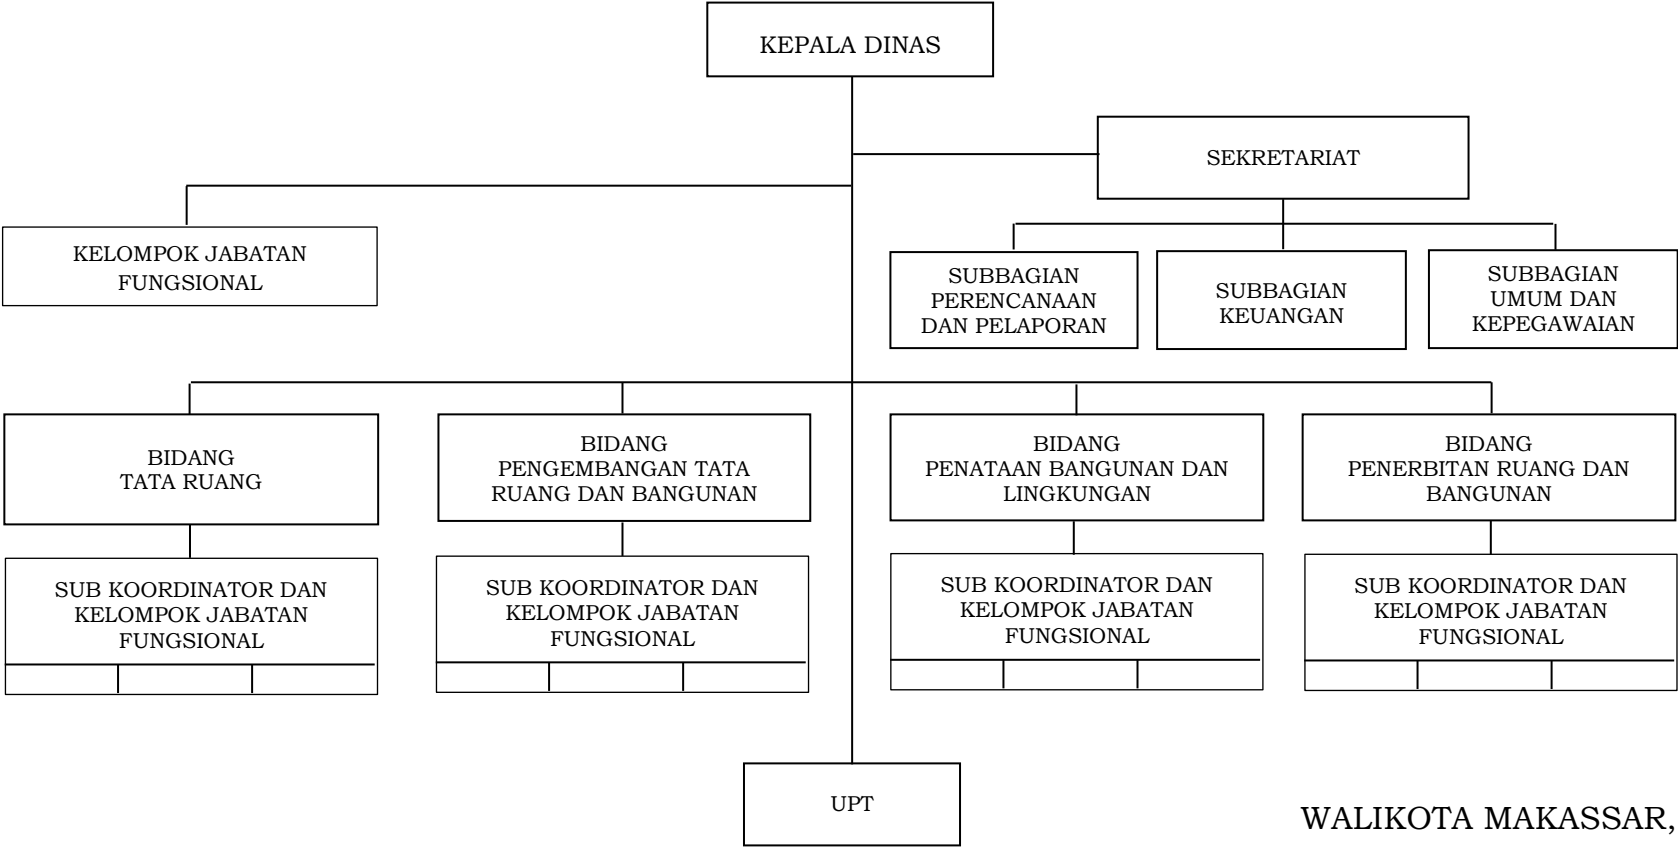 KEPALA DINAS
SEKRETARIAT
KELOMPOK JABATAN
FUNGSIONAL
SUBBAGIAN
PERENCANAAN
DAN PELAPORAN
SUBBAGIAN
KEUANGAN
SUBBAGIAN
UMUM DAN
KEPEGAWAIAN
BIDANG
TATA RUANG
BIDANG
PENGEMBANGAN TATA
RUANG DAN BANGUNAN
BIDANG
PENATAAN BANGUNAN DAN
LINGKUNGAN
BIDANG
PENERBITAN RUANG DAN
BANGUNAN
SUB KOORDINATOR DAN
KELOMPOK JABATAN
FUNGSIONAL
SUB KOORDINATOR DAN
KELOMPOK JABATAN
FUNGSIONAL
SUB KOORDINATOR DAN
KELOMPOK JABATAN
FUNGSIONAL
SUB KOORDINATOR DAN
KELOMPOK JABATAN
FUNGSIONAL
UPT
WALIKOTA MAKASSAR,